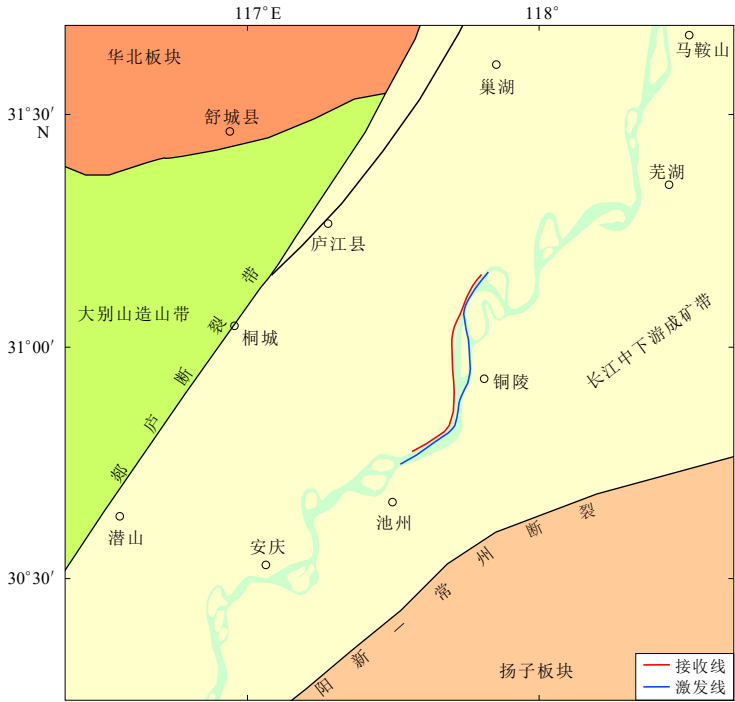 117°E
118°
31°30′
N
31°00′
30°30′
华北板块
马鞍山
巢湖
舒城县
芜湖
庐江县
大别山造山带
桐城
铜陵
长江中下游成矿带
郯庐断裂带
潜山
池州
安庆
阳新—常州断裂
扬子板块
接收线
激发线